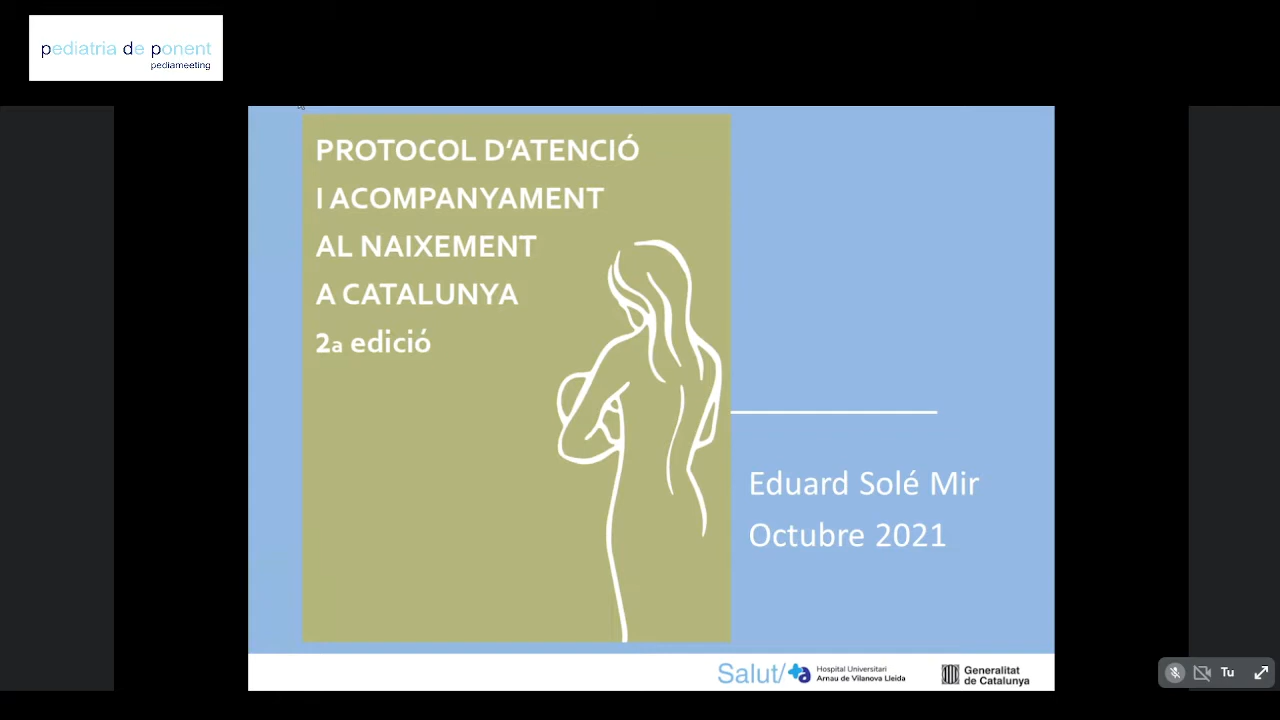 pediatria de ponent
pediameeting
PROTOCOL D'ATENCIÓ
I ACOMPANYAMENT
AL NAIXEMENT
A CATALUNYA
2a edició
Eduard Solé Mir
Octubre 2021
Salut/
Hospital Universitari
Arnau de Vilanova Lleida
Generalitat
de Catalunya
Tu